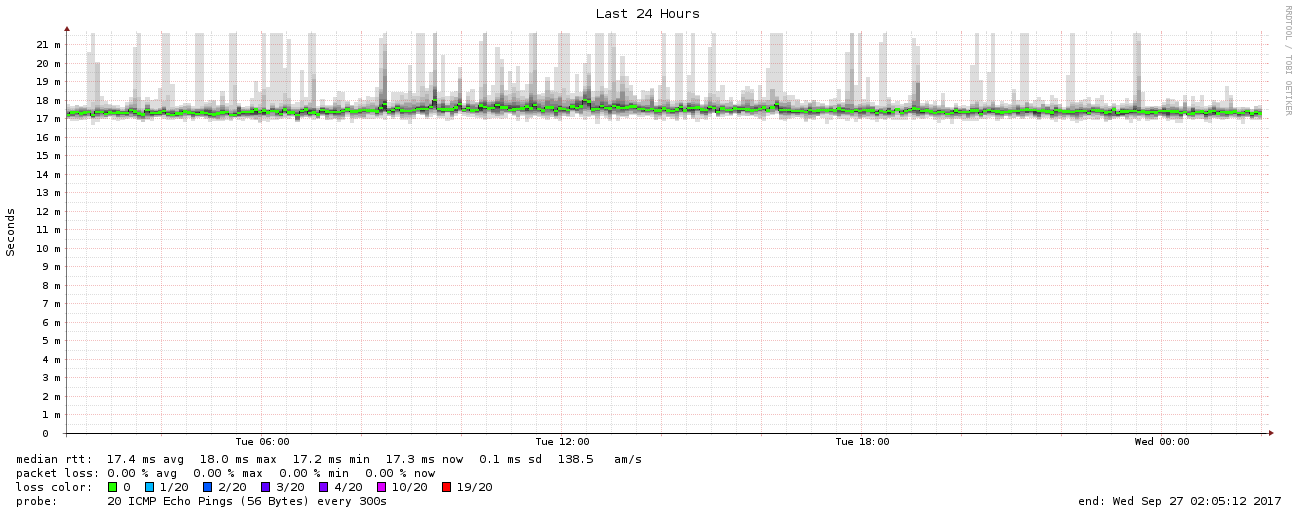 Last 24 Hours
RRDTOOL / TOBI OETIKER
Seconds
21 m
20 m
19 m
18 m
17 m
16 m
15 m
14 m
13 m
12 m
11 m
10 m
9 m
8 m
7 m
6 m
5 m
4 m
3 m
2 m
1 m
0
Tue 06:00 Tue 12:00 Tue 18:00 Wed 00:00
median rtt: 17.4 ms avg 18.0 ms max 17.2 ms min 17.3 ms now 0.1 ms sd 138.5 am/s
packet loss: 0.00 % avg 0.00 % max 0.00 % min 0.00 % now
loss color: 0 1/20 2/20 3/20 4/20 10/20 19/20
probe: 20 ICMP Echo Pings (56 Bytes) every 300s end: Wed Sep 27 02:05:12 2017